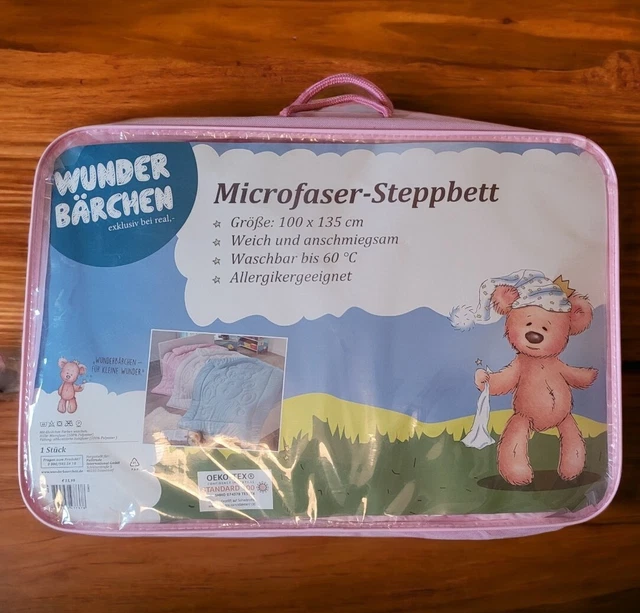 WUNDER
BÄRCHEN
exklusiv bei real,-
Microfaser-Steppbett
Größe: 100 x 135 cm
Weich und anschmiegsam
Waschbar bis 60 °C
Allergikergeeignet
„WUNDERBÄRCHEN –
FÜR KLEINE WUNDER"
1 Stück
OEKO-TEX®
STANDARD 100